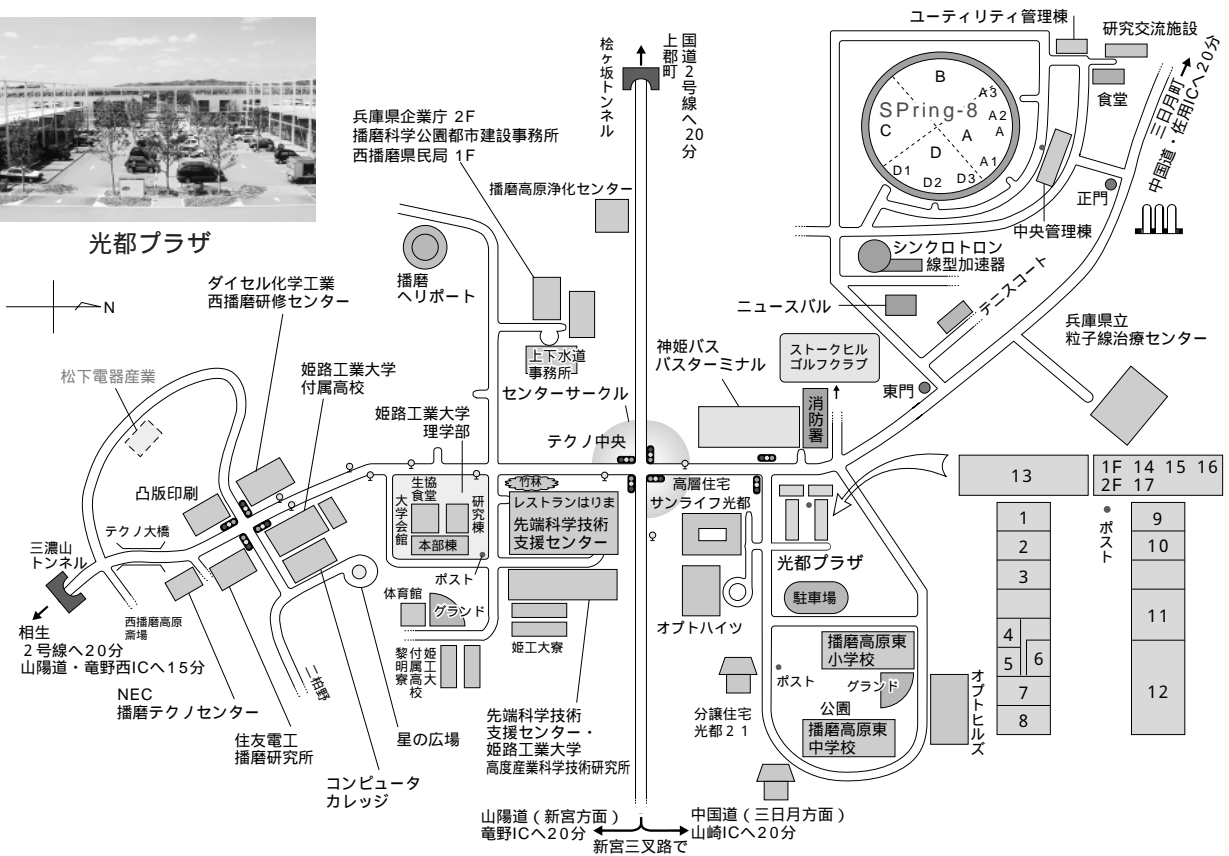 光都プラザ
N
兵庫県企業庁 2F
播磨科学公園都市建設事務所
西播磨県民局 1F
桧ヶ坂トンネル
上郡町
国道2号線へ20分
播磨高原浄化センター
播磨
ヘリポート
上下水道
事務所
センターサークル
テクノ中央
神姫バス
バスターミナル
ストークヒル
ゴルフクラブ
消防署
東門
ユーティリティ管理棟
研究交流施設
食堂
SPring-8
B
A3
A2
A
C
A
D
A1
D1
D2
D3
正門
中央管理棟
三日月町
中国道・佐用ICへ20分
シンクロトロン
線型加速器
ニュースバル
テニスコート
兵庫県立
粒子線治療センター
ダイセル化学工業
西播磨研修センター
松下電器産業
姫路工業大学
付属高校
姫路工業大学
理学部
凸版印刷
テクノ大橋
三濃山
トンネル
相生
2号線へ20分
山陽道・竜野西ICへ15分
西播磨高原
斎場
NEC
播磨テクノセンター
住友電工
播磨研究所
二柏野
コンピュータ
カレッジ
星の広場
大学会館
生協
食堂
本部棟
研究棟
ポスト
体育館
グランド
姫工大
付属高校
黎明寮
竹林
レストランはりま
先端科学技術
支援センター
姫工大寮
先端科学技術
支援センター・
姫路工業大学
高度産業科学技術研究所
高層住宅
サンライフ光都
オプトハイツ
光都プラザ
駐車場
分譲住宅
光都21
ポスト
播磨高原東
小学校
グランド
公園
播磨高原東
中学校
オプトヒルズ
13
1F 14 15 16
2F 17
ポスト
1
2
3
4
5
6
7
8
9
10
11
12
山陽道(新宮方面)
竜野ICへ20分
中国道(三日月方面)
山崎ICへ20分
新宮三叉路で